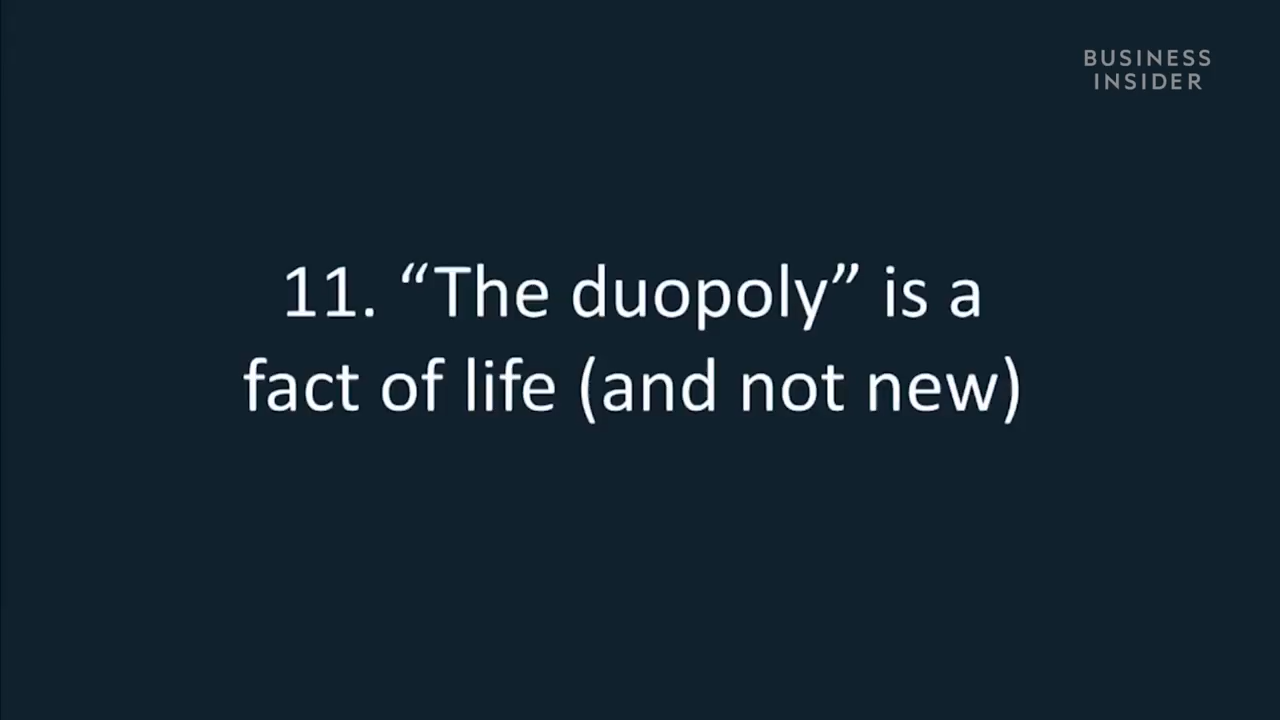 BUSINESS
INSIDER
11. “The duopoly” is a
fact of life (and not new)